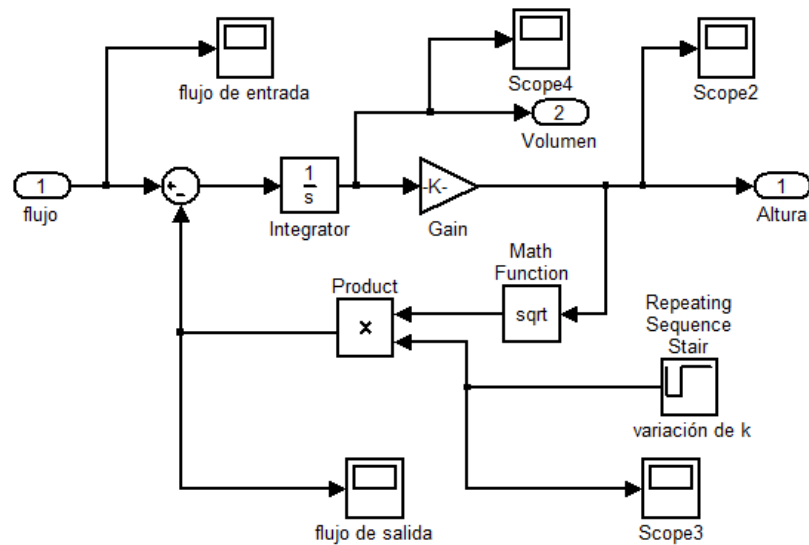 Scope4
flujo de entrada
Scope2
2
Volumen
1
flujo
+
-
1
s
Integrator
-K-
Gain
1
Altura
Math
Function
sqrt
Product
×
Repeating
Sequence
Stair
variación de k
flujo de salida
Scope3